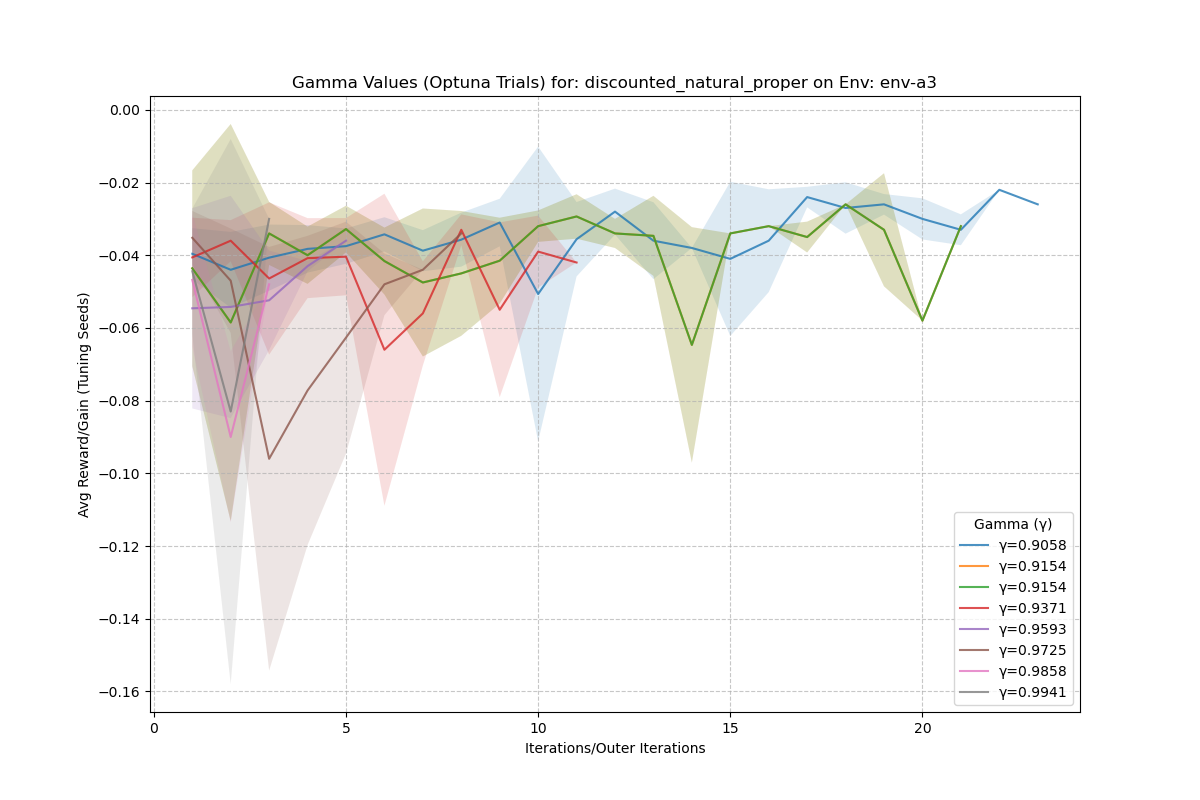 Gamma Values (Optuna Trials) for: discounted_natural_proper on Env: env-a3
Avg Reward/Gain (Tuning Seeds)
0.00
−0.02
−0.04
−0.06
−0.08
−0.10
−0.12
−0.14
−0.16
Gamma (γ)
γ=0.9058
γ=0.9154
γ=0.9154
γ=0.9371
γ=0.9593
γ=0.9725
γ=0.9858
γ=0.9941
0 5 10 15 20
Iterations/Outer Iterations